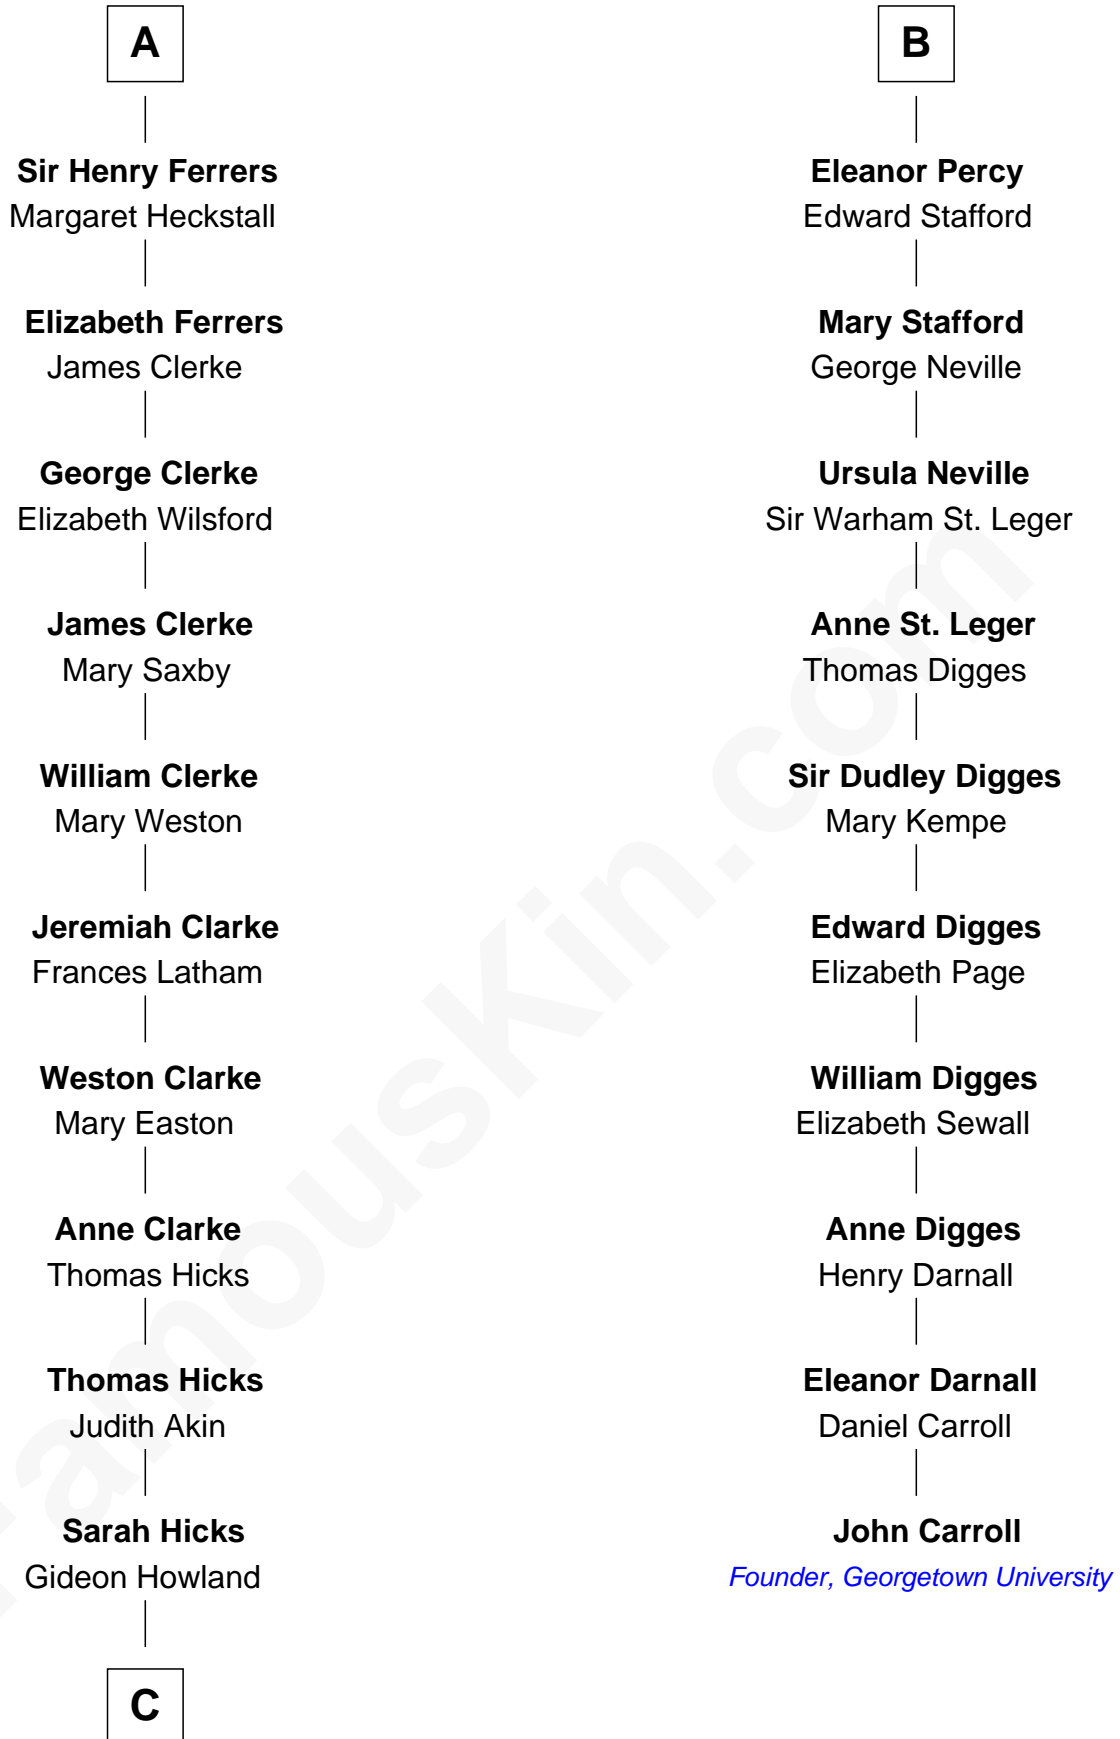 A
Sir Henry Ferrers
Margaret Heckstall
Elizabeth Ferrers
James Clerke
George Clerke
Elizabeth Wilsford
James Clerke
Mary Saxby
William Clerke
Mary Weston
Jeremiah Clarke
Frances Latham
Weston Clarke
Mary Easton
Anne Clarke
Thomas Hicks
Thomas Hicks
Judith Akin
Sarah Hicks
Gideon Howland
C
B
Eleanor Percy
Edward Stafford
Mary Stafford
George Neville
Ursula Neville
Sir Warham St. Leger
Anne St. Leger
Thomas Digges
Sir Dudley Digges
Mary Kempe
Edward Digges
Elizabeth Page
William Digges
Elizabeth Sewall
Anne Digges
Henry Darnall
Eleanor Darnall
Daniel Carroll
John Carroll
Founder, Georgetown University
FamousKin.com